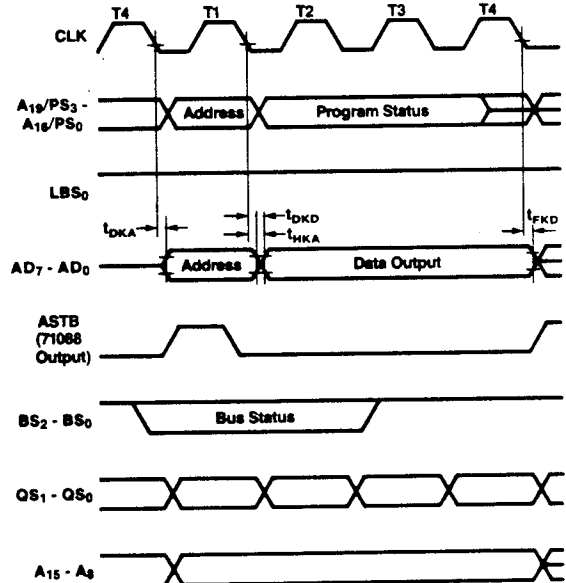 T4 T1 T2 T3 T4
CLK
A19/PS3 -
A16/PS0
Address Program Status
LBS0
tDKA tDKD tFKD
tHKA
AD7 - AD0 Address Data Output
ASTB
(71088
Output)
BS2 - BS0 Bus Status
QS1 - QS0
A15 - A8